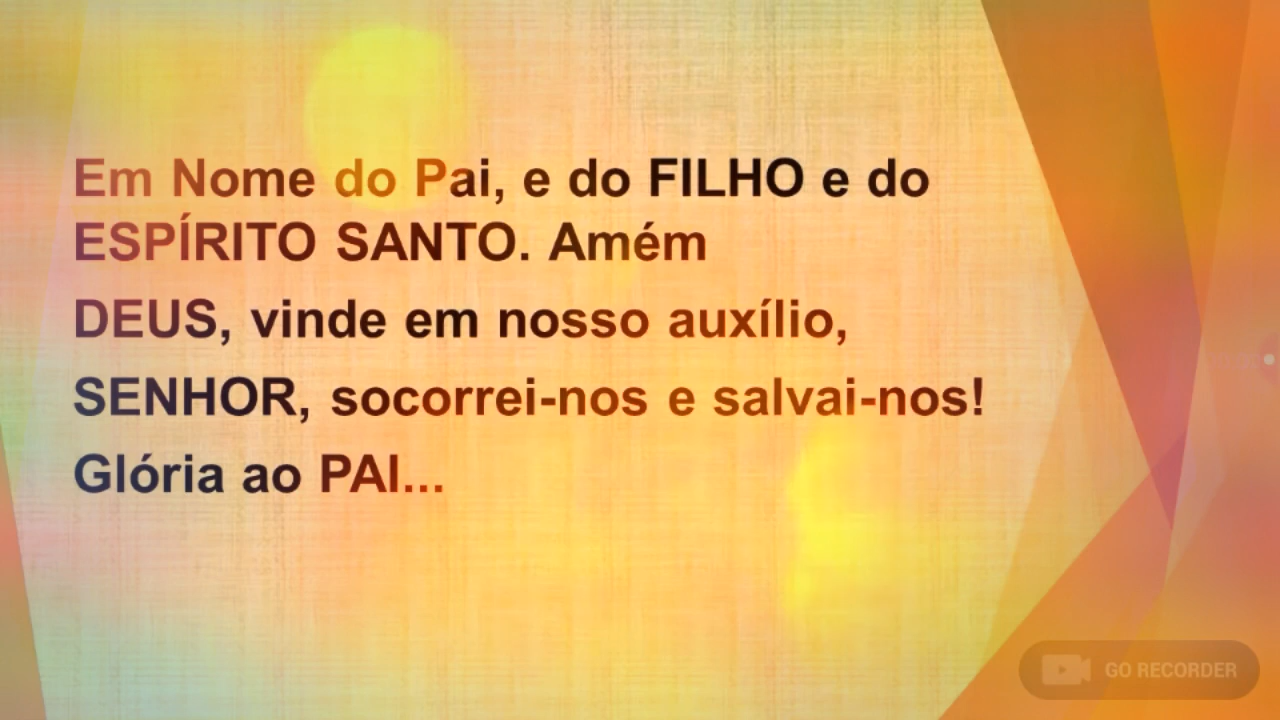 Em Nome do Pai, e do FILHO e do
ESPÍRITO SANTO. Amém
DEUS, vinde em nosso auxílio,
SENHOR, socorrei-nos e salvai-nos!
Glória ao PAI...
GO RECORDER